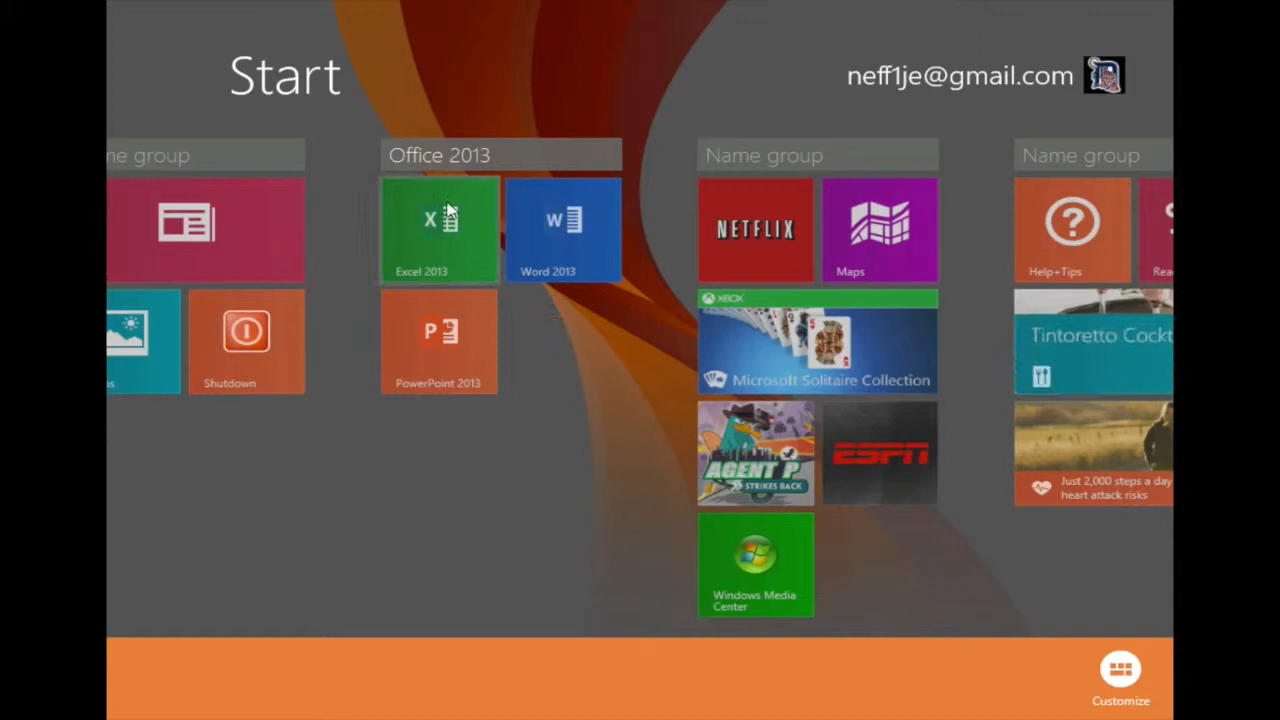 Start
neff1je@gmail.com
ne group
Office 2013
Name group
Name group
X
Excel 2013
W
Word 2013
NETFLIX
Maps
?
Help+Tips
Rea
XBOX
Microsoft Solitaire Collection
Tintoretto Cockt
Shutdown
P
PowerPoint 2013
AGENT P
STRIKES BACK
ESPN
Just 2,000 steps a day
heart attack risks
Windows Media
Center
Customize